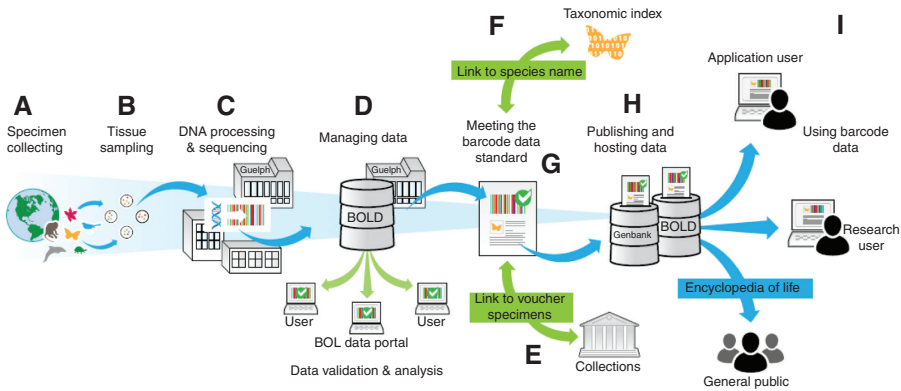 A
Specimen
collecting
B
Tissue
sampling
C
DNA processing
& sequencing
Guelph
D
Managing data
Guelph
BOLD
User
BOL data portal
User
Data validation & analysis
F
Taxonomic index
Link to species name
Meeting the
barcode data
standard
G
Link to voucher
specimens
E
Collections
H
Publishing and
hosting data
Genbank
BOLD
I
Application user
Using barcode
data
Research
user
Encyclopedia of life
General public